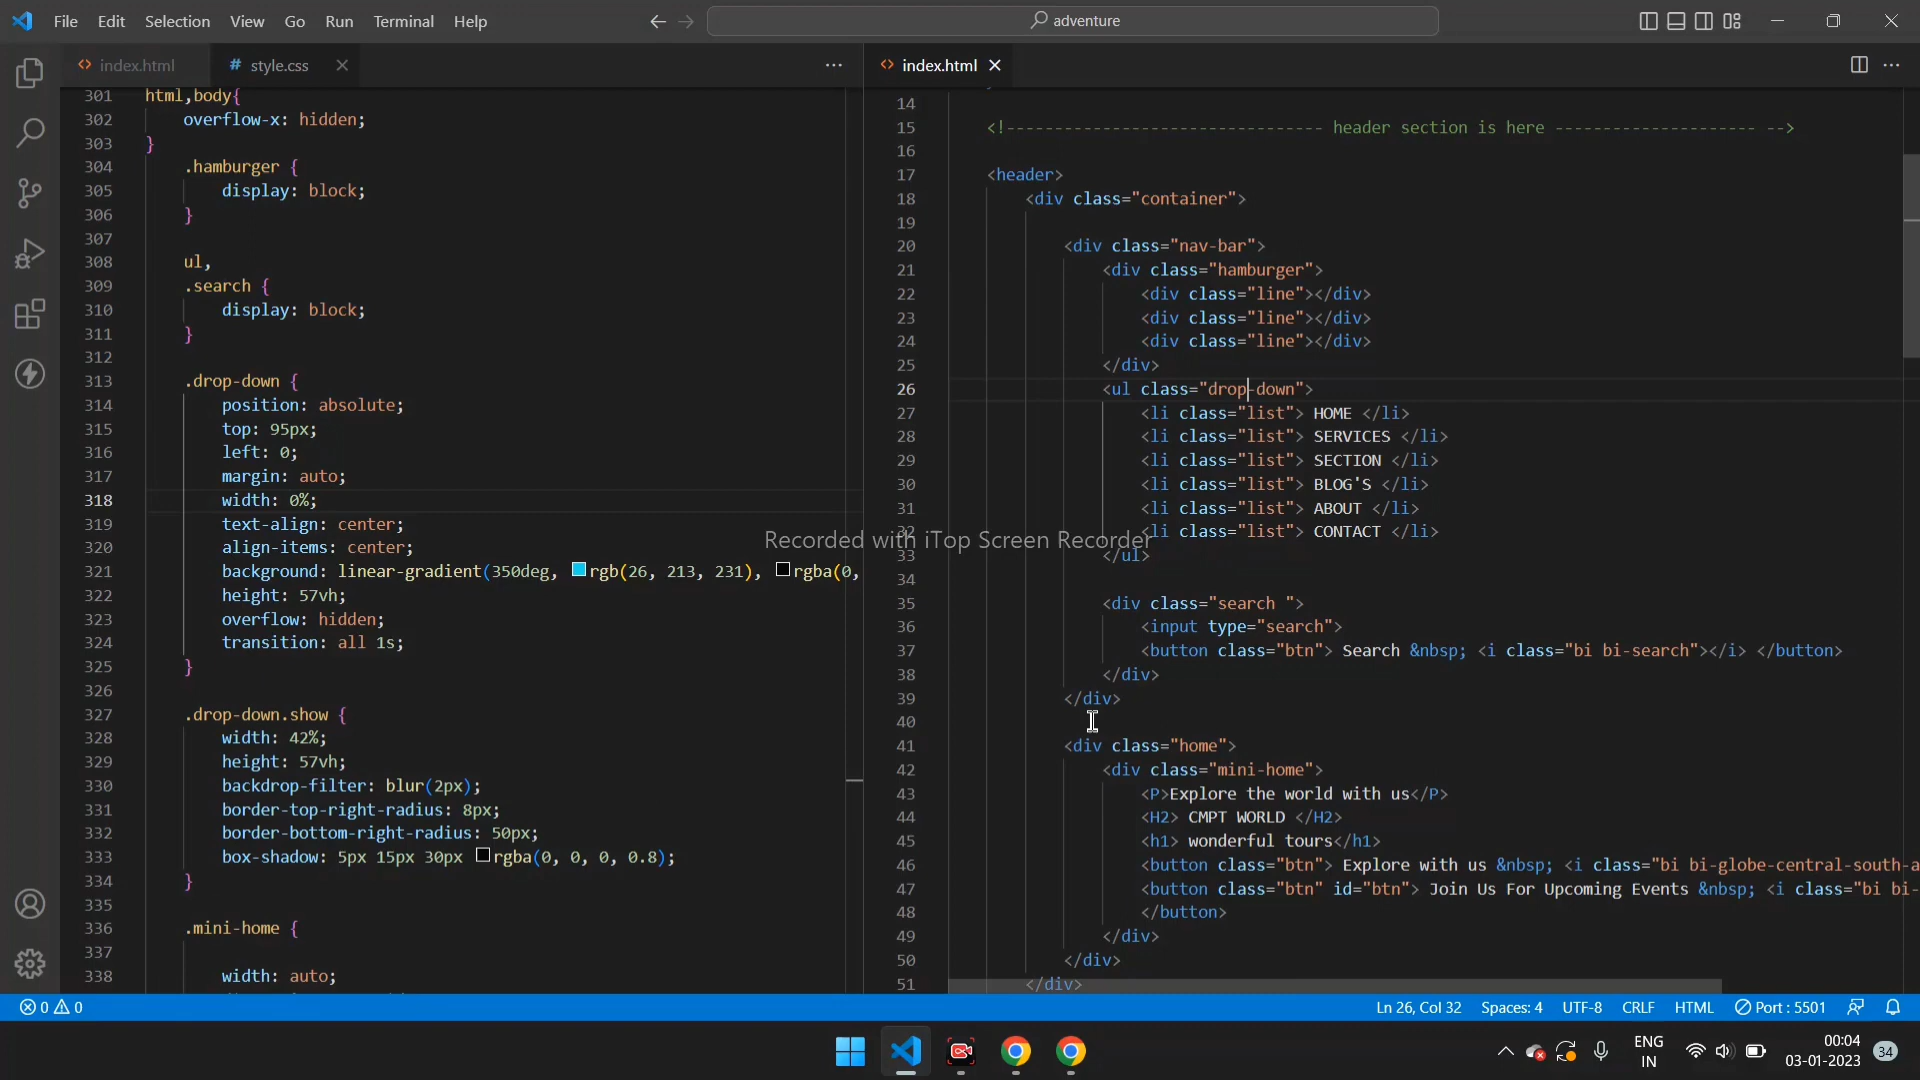 File Edit Selection View Go Run Terminal Help
adventure
index.html
# style.css
index.html
301 html,body{
302 overflow-x: hidden;
303 }
304 .hamburger {
305 display: block;
306 }
307
308 ul,
309 .search {
310 display: block;
311 }
312
313 .drop-down {
314 position: absolute;
315 top: 95px;
316 left: 0;
317 margin: auto;
318 width: 0%;
319 text-align: center;
320 align-items: center;
321 background: linear-gradient(350deg, rgb(26, 213, 231), rgba(0,
322 height: 57vh;
323 overflow: hidden;
324 transition: all 1s;
325 }
326
327 .drop-down.show {
328 width: 42%;
329 height: 57vh;
330 backdrop-filter: blur(2px);
331 border-top-right-radius: 8px;
332 border-bottom-right-radius: 50px;
333 box-shadow: 5px 15px 30px rgba(0, 0, 0, 0.8);
334 }
335
336 .mini-home {
337
338 width: auto;
14
15 <!--------------------------------- header section is here --------------------- -->
16
17 <header>
18 <div class="container">
19
20 <div class="nav-bar">
21 <div class="hamburger">
22 <div class="line"></div>
23 <div class="line"></div>
24 <div class="line"></div>
25 </div>
26 <ul class="drop-down">
27 <li class="list"> HOME </li>
28 <li class="list"> SERVICES </li>
29 <li class="list"> SECTION </li>
30 <li class="list"> BLOG'S </li>
31 <li class="list"> ABOUT </li>
32 <li class="list"> CONTACT </li>
Recorded with iTop Screen Recorder
33 </ul>
34
35 <div class="search ">
36 <input type="search">
37 <button class="btn"> Search &nbsp; <i class="bi bi-search"></i> </button>
38 </div>
39 </div>
40
41 <div class="home">
42 <div class="mini-home">
43 <P>Explore the world with us</P>
44 <H2> CMPT WORLD </H2>
45 <h1> wonderful tours</h1>
46 <button class="btn"> Explore with us &nbsp; <i class="bi bi-globe-central-south-a
47 <button class="btn" id="btn"> Join Us For Upcoming Events &nbsp; <i class="bi bi-
48 </button>
49 </div>
50 </div>
51 </div>
0 0
Ln 26, Col 32 Spaces: 4 UTF-8 CRLF HTML Port : 5501
ENG
IN
00:04
03-01-2023
34